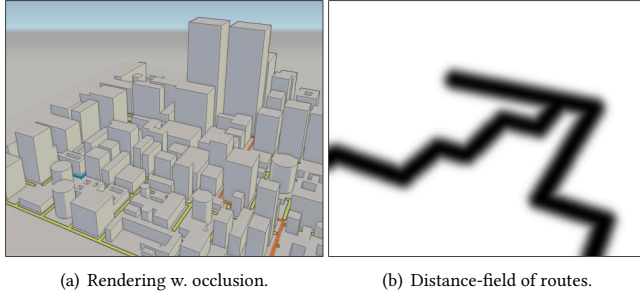 (a) Rendering w. occlusion.
(b) Distance-field of routes.